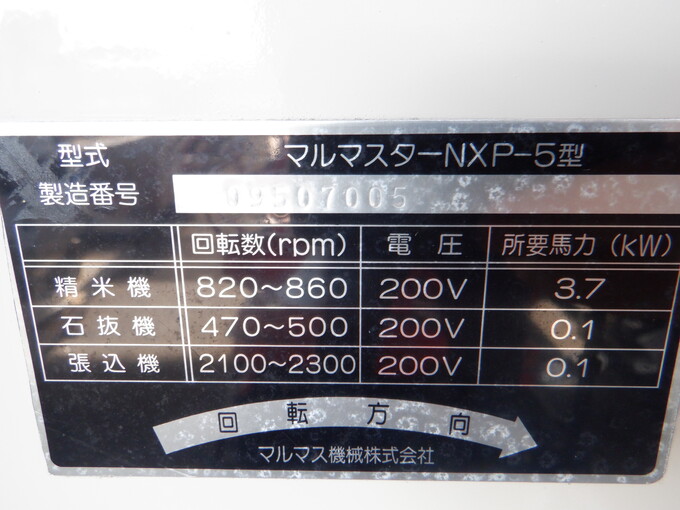 型式 マルマスターNXP-5型
製造番号 09507005
回転数(rpm) 電圧 所要馬力(kW)
精米機 820～860 200V 3.7
石抜機 470～500 200V 0.1
張込機 2100～2300 200V 0.1
回転方向
マルマス機械株式会社